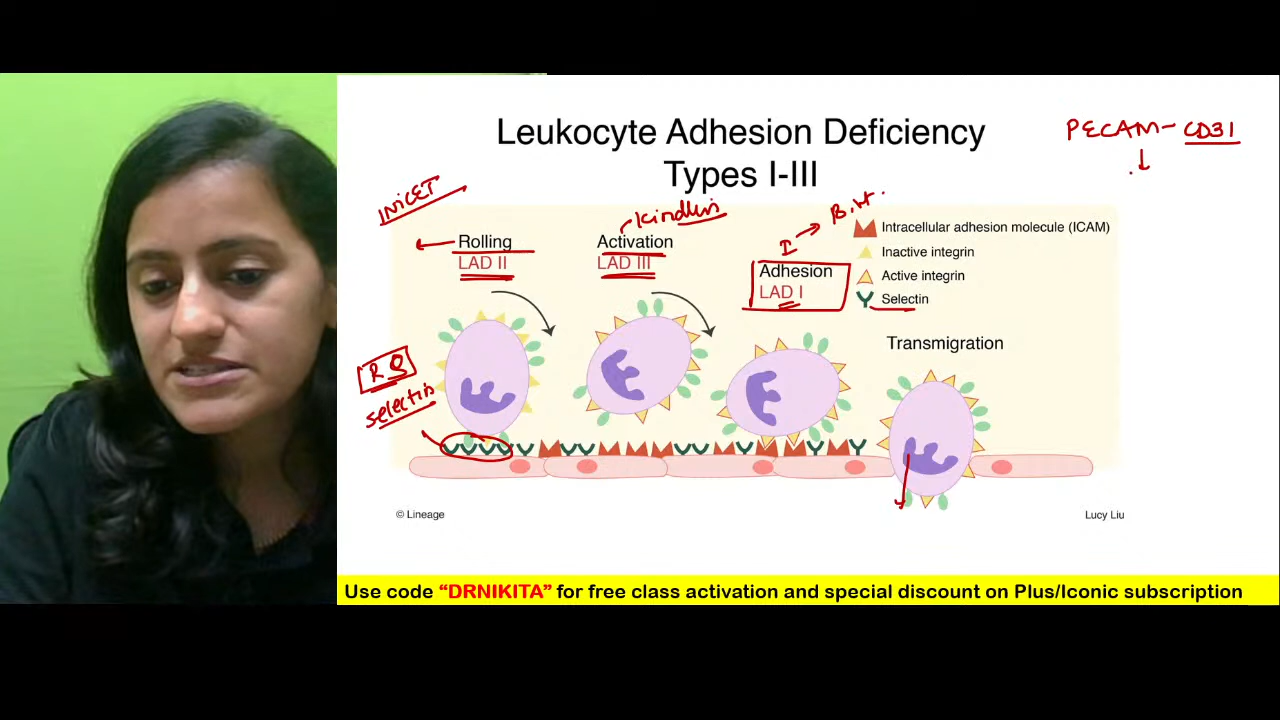 Leukocyte Adhesion Deficiency
Types I-III
PECAM - CD31
INICET
Kindlin
I
Rolling
LAD II
Activation
LAD III
Adhesion
LAD I
Intracellular adhesion molecule (ICAM)
Inactive integrin
Active integrin
Selectin
Transmigration
selectin
© Lineage
Lucy Liu
Use code “DRNIKITA” for free class activation and special discount on Plus/Iconic subscription